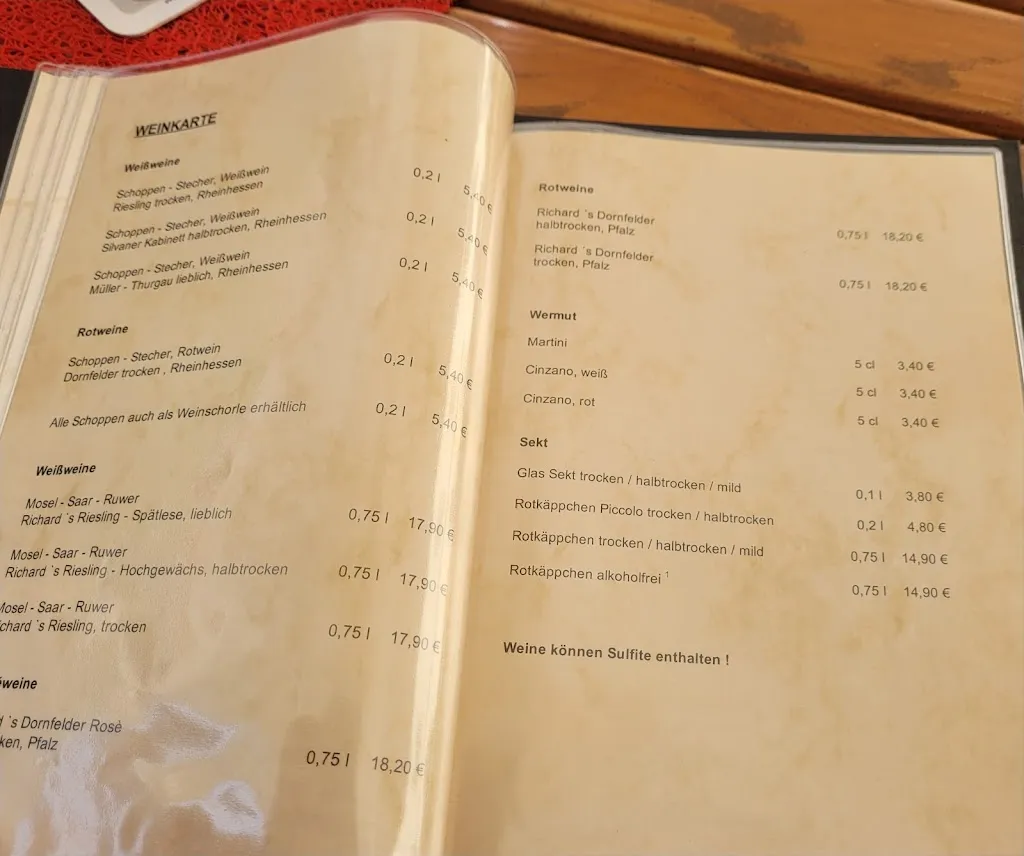 WEINKARTE
Weißweine
Schoppen - Stecher, Weißwein
Riesling trocken, Rheinhessen 0,2 l 5,40 €
Schoppen - Stecher, Weißwein
Silvaner Kabinett halbtrocken, Rheinhessen 0,2 l 5,40 €
Schoppen - Stecher, Weißwein
Müller - Thurgau lieblich, Rheinhessen 0,2 l 5,40 €
Rotweine
Schoppen - Stecher, Rotwein
Dornfelder trocken , Rheinhessen 0,2 l 5,40 €
Alle Schoppen auch als Weinschorle erhältlich 0,2 l 5,40 €
Weißweine
Mosel - Saar - Ruwer
Richard `s Riesling - Spätlese, lieblich 0,75 l 17,90 €
Mosel - Saar - Ruwer
Richard `s Riesling - Hochgewächs, halbtrocken 0,75 l 17,90 €
Mosel - Saar - Ruwer
chard `s Riesling, trocken 0,75 l 17,90 €
weine
`s Dornfelder Rosè
ken, Pfalz 0,75 l 18,20 €
Rotweine
Richard `s Dornfelder
halbtrocken, Pfalz 0,75 l 18,20 €
Richard `s Dornfelder
trocken, Pfalz 0,75 l 18,20 €
Wermut
Martini 5 cl 3,40 €
Cinzano, weiß 5 cl 3,40 €
Cinzano, rot 5 cl 3,40 €
Sekt
Glas Sekt trocken / halbtrocken / mild 0,1 l 3,80 €
Rotkäppchen Piccolo trocken / halbtrocken 0,2 l 4,80 €
Rotkäppchen trocken / halbtrocken / mild 0,75 l 14,90 €
Rotkäppchen alkoholfrei ¹ 0,75 l 14,90 €
Weine können Sulfite enthalten !